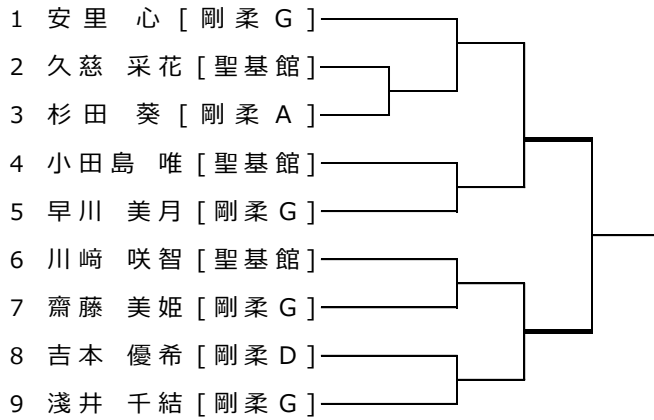 1 安里 心 [剛柔G]
2 久慈 采花 [聖基館]
3 杉田 葵 [剛柔A]
4 小田島 唯 [聖基館]
5 早川 美月 [剛柔G]
6 川﨑 咲智 [聖基館]
7 齋藤 美姫 [剛柔G]
8 吉本 優希 [剛柔D]
9 淺井 千結 [剛柔G]